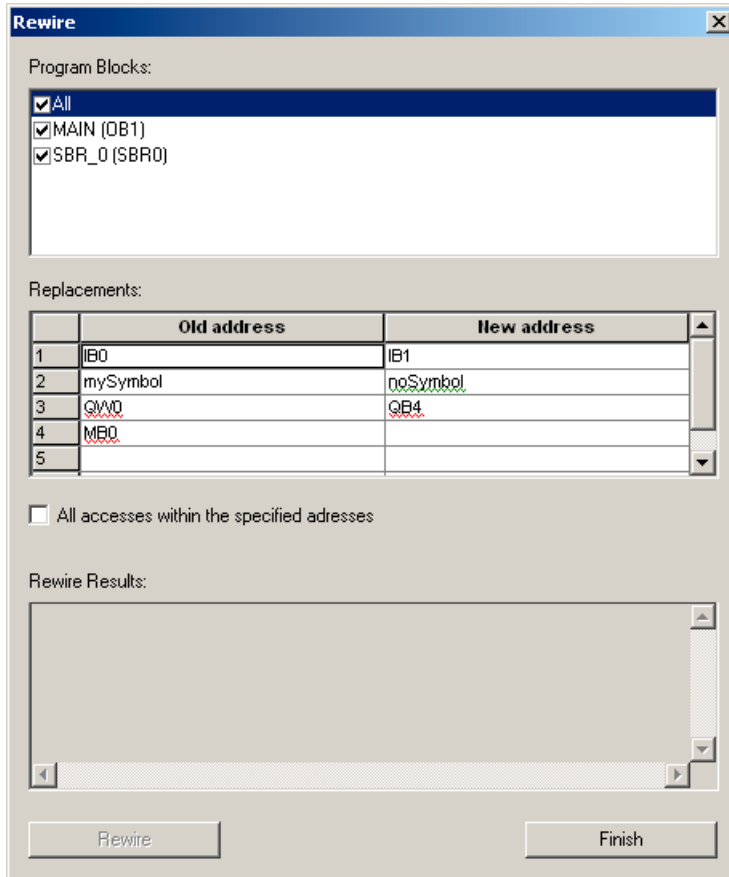 Rewire
Program Blocks:
All
MAIN (OB1)
SBR_0 (SBR0)
Replacements:
Old address New address
1 IB0 IB1
2 mySymbol noSymbol
3 QW0 QB4
4 MB0
5
All accesses within the specified adresses
Rewire Results:
Rewire Finish